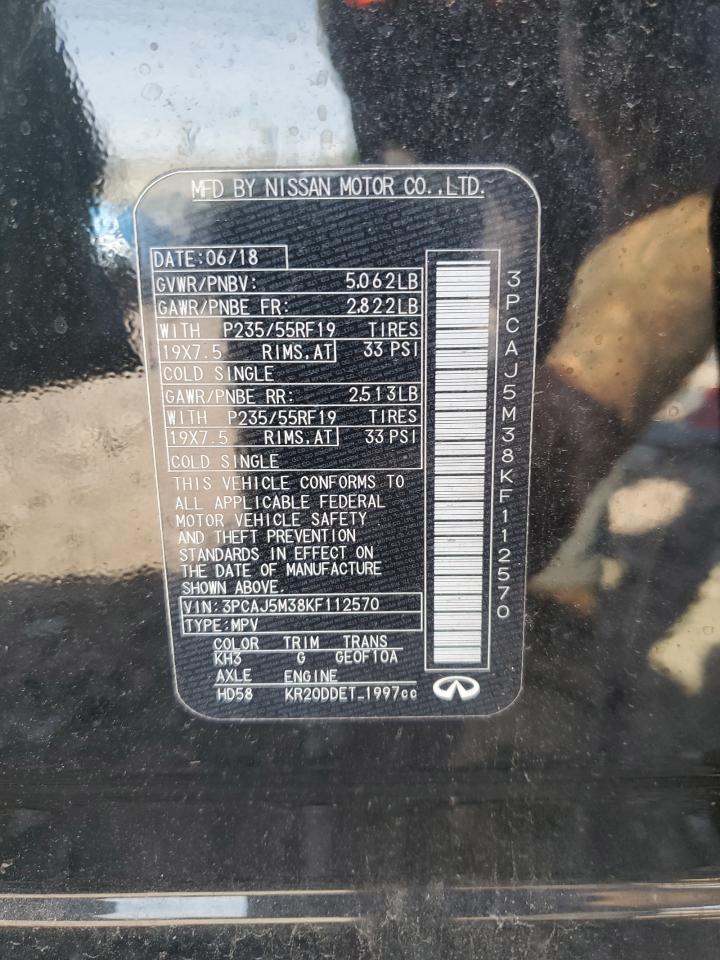 MFD BY NISSAN MOTOR CO.,LTD.
DATE:06/18
GVWR/PNBV: 5.062LB
GAWR/PNBE FR: 2.822LB
WITH P235/55RF19 TIRES
19X7.5 RIMS.AT 33 PSI
COLD SINGLE
GAWR/PNBE RR: 2.513LB
WITH P235/55RF19 TIRES
19X7.5 RIMS.AT 33 PSI
COLD SINGLE
THIS VEHICLE CONFORMS TO
ALL APPLICABLE FEDERAL
MOTOR VEHICLE SAFETY
AND THEFT PREVENTION
STANDARDS IN EFFECT ON
THE DATE OF MANUFACTURE
SHOWN ABOVE.
VIN:3PCAJ5M38KF112570
TYPE:MPV
COLOR TRIM TRANS
KH3 G GE0F10A
AXLE ENGINE
HD58 KR20DDET_1997cc
3PCAJ5M38KF112570